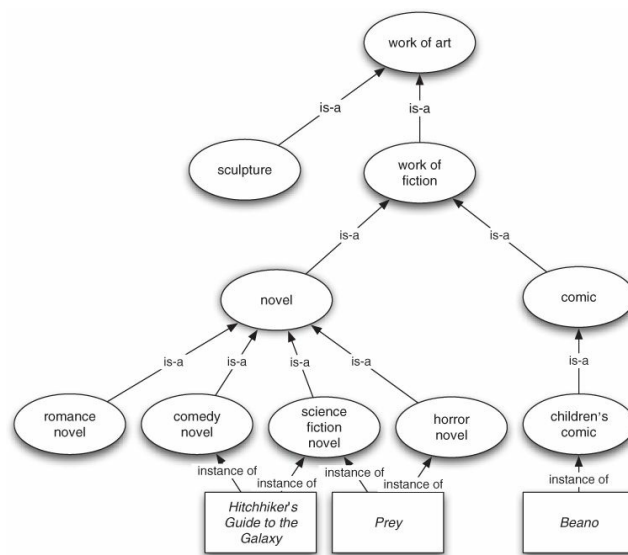 work of art
is-a
is-a
sculpture
work of
fiction
is-a
is-a
novel
comic
is-a
is-a
is-a
is-a
is-a
romance
novel
comedy
novel
science
fiction
novel
horror
novel
children's
comic
instance of
instance of
instance of
instance of
instance of
Hitchhiker's
Guide to the
Galaxy
Prey
Beano